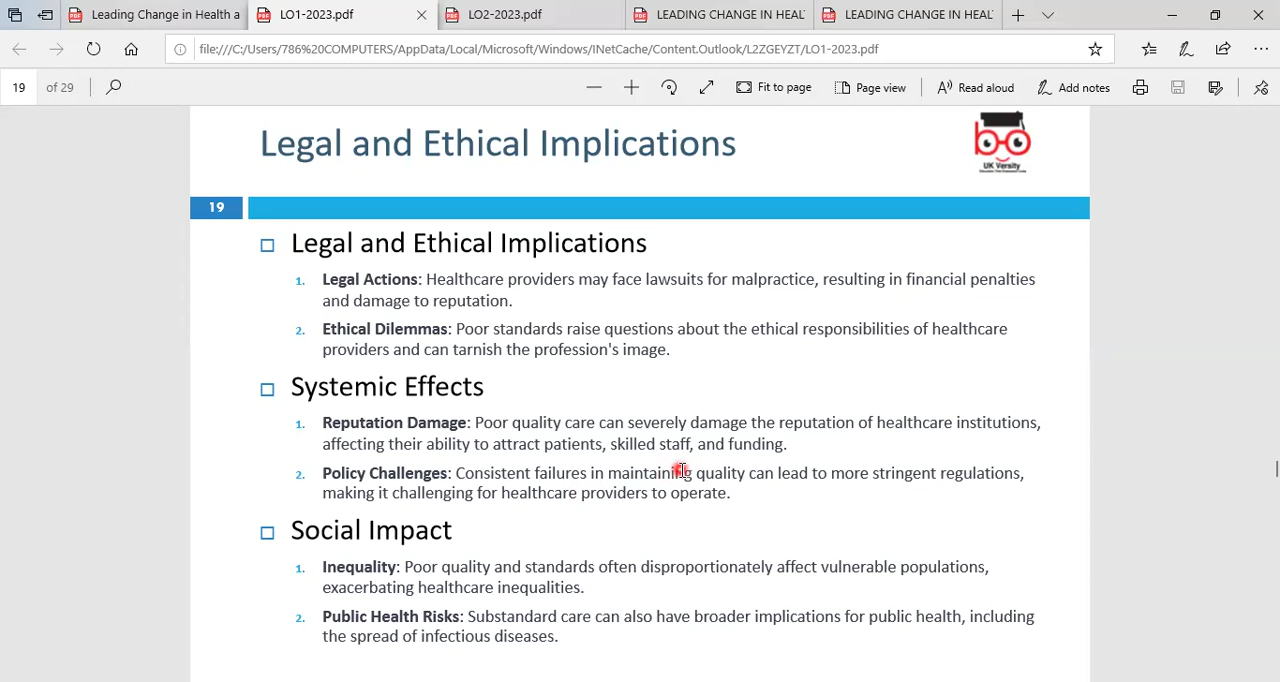 Leading Change in Health a
LO1-2023.pdf
LO2-2023.pdf
LEADING CHANGE IN HEAL
LEADING CHANGE IN HEAL
file:///C:/Users/786%20COMPUTERS/AppData/Local/Microsoft/Windows/INetCache/Content.Outlook/L2ZGEYZT/LO1-2023.pdf
19 of 29
Fit to page
Page view
Read aloud
Add notes
Legal and Ethical Implications
UK Versity
19
Legal and Ethical Implications
1. Legal Actions: Healthcare providers may face lawsuits for malpractice, resulting in financial penalties
and damage to reputation.
2. Ethical Dilemmas: Poor standards raise questions about the ethical responsibilities of healthcare
providers and can tarnish the profession's image.
Systemic Effects
1. Reputation Damage: Poor quality care can severely damage the reputation of healthcare institutions,
affecting their ability to attract patients, skilled staff, and funding.
2. Policy Challenges: Consistent failures in maintaining quality can lead to more stringent regulations,
making it challenging for healthcare providers to operate.
Social Impact
1. Inequality: Poor quality and standards often disproportionately affect vulnerable populations,
exacerbating healthcare inequalities.
2. Public Health Risks: Substandard care can also have broader implications for public health, including
the spread of infectious diseases.